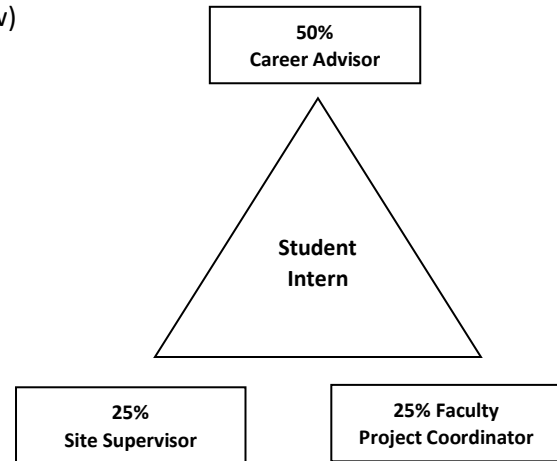 50%
Career Advisor
Student
Intern
25%
Site Supervisor
25% Faculty
Project Coordinator